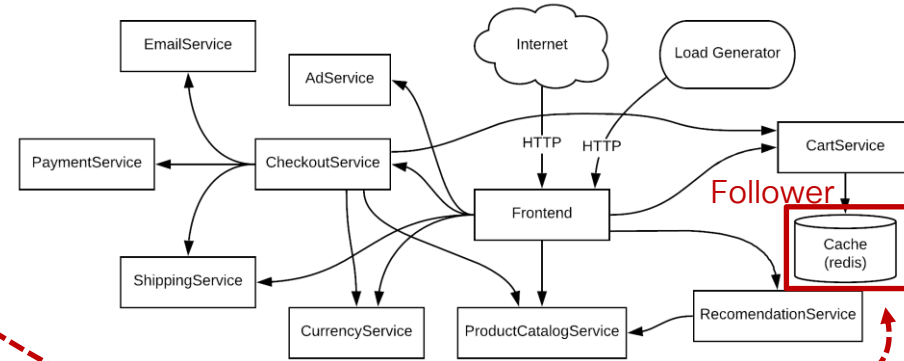 EmailService
Internet
Load Generator
AdService
HTTP
HTTP
CartService
PaymentService
CheckoutService
Follower
Frontend
Cache
(redis)
ShippingService
RecomendationService
CurrencyService
ProductCatalogService